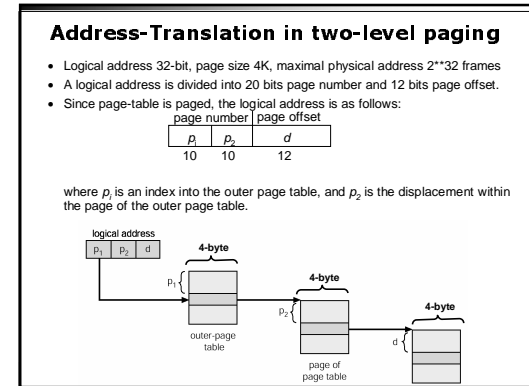 Address-Translation in two-level paging
• Logical address 32-bit, page size 4K, maximal physical address 2**32 frames
• A logical address is divided into 20 bits page number and 12 bits page offset.
• Since page-table is paged, the logical address is as follows:
page number page offset
pᵢ p₂ d
10 10 12
where pᵢ is an index into the outer page table, and p₂ is the displacement within
the page of the outer page table.
logical address
p₁ p₂ d
4-byte
p₁
outer-page
table
4-byte
p₂
page of
page table
4-byte
d